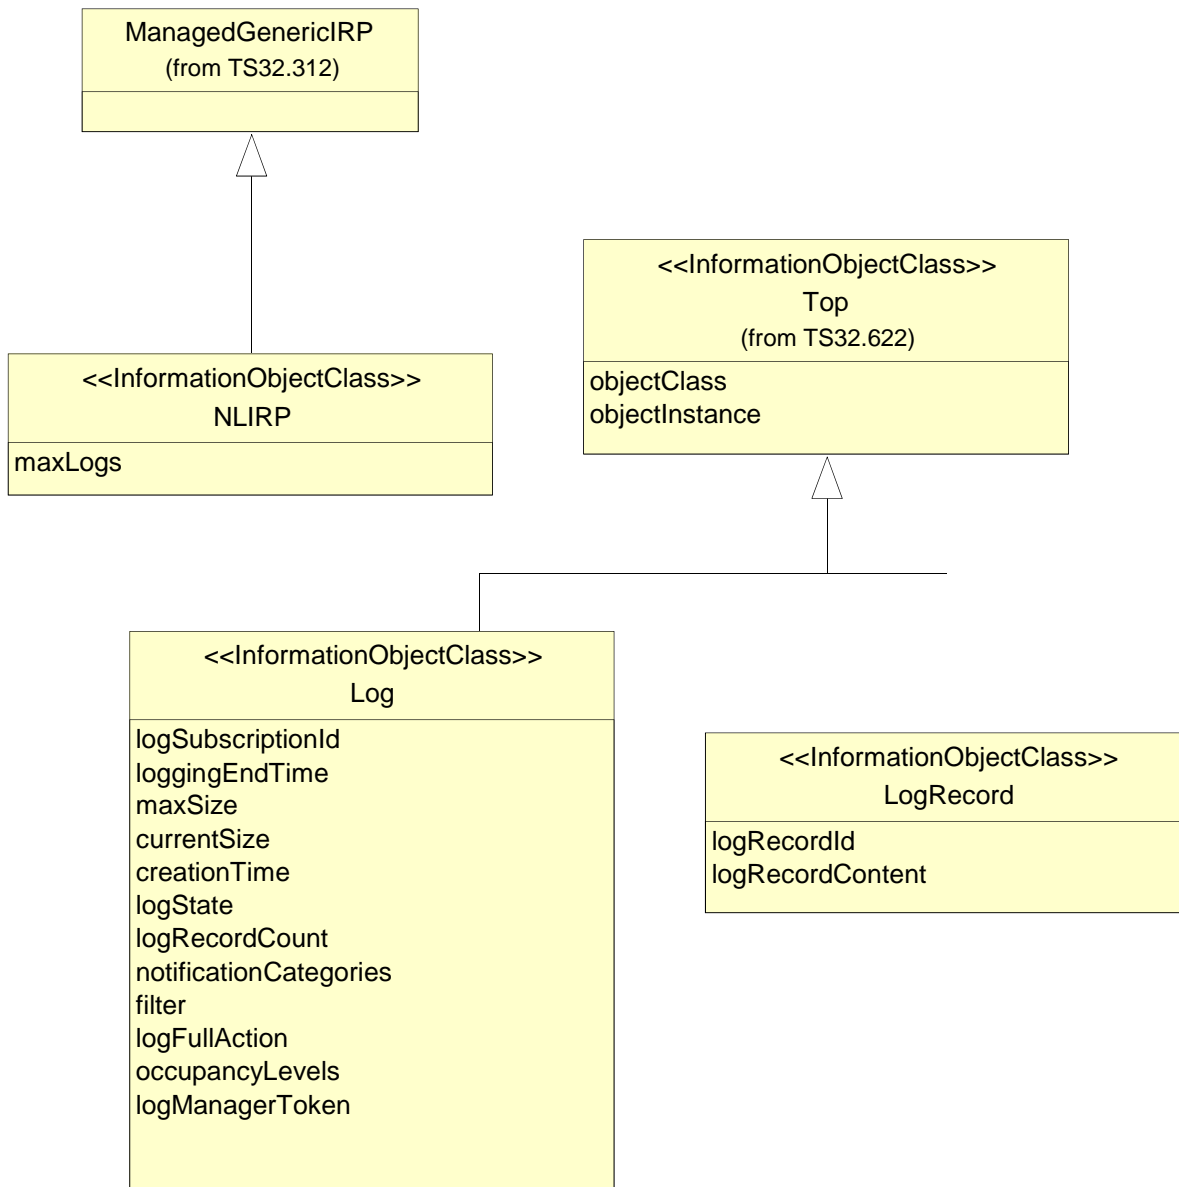 ManagedGenericIRP
(from TS32.312)
<<InformationObjectClass>>
Top
(from TS32.622)
objectClass
objectInstance
<<InformationObjectClass>>
NLIRP
maxLogs
<<InformationObjectClass>>
Log
logSubscriptionId
loggingEndTime
maxSize
currentSize
creationTime
logState
logRecordCount
notificationCategories
filter
logFullAction
occupancyLevels
logManagerToken
<<InformationObjectClass>>
LogRecord
logRecordId
logRecordContent